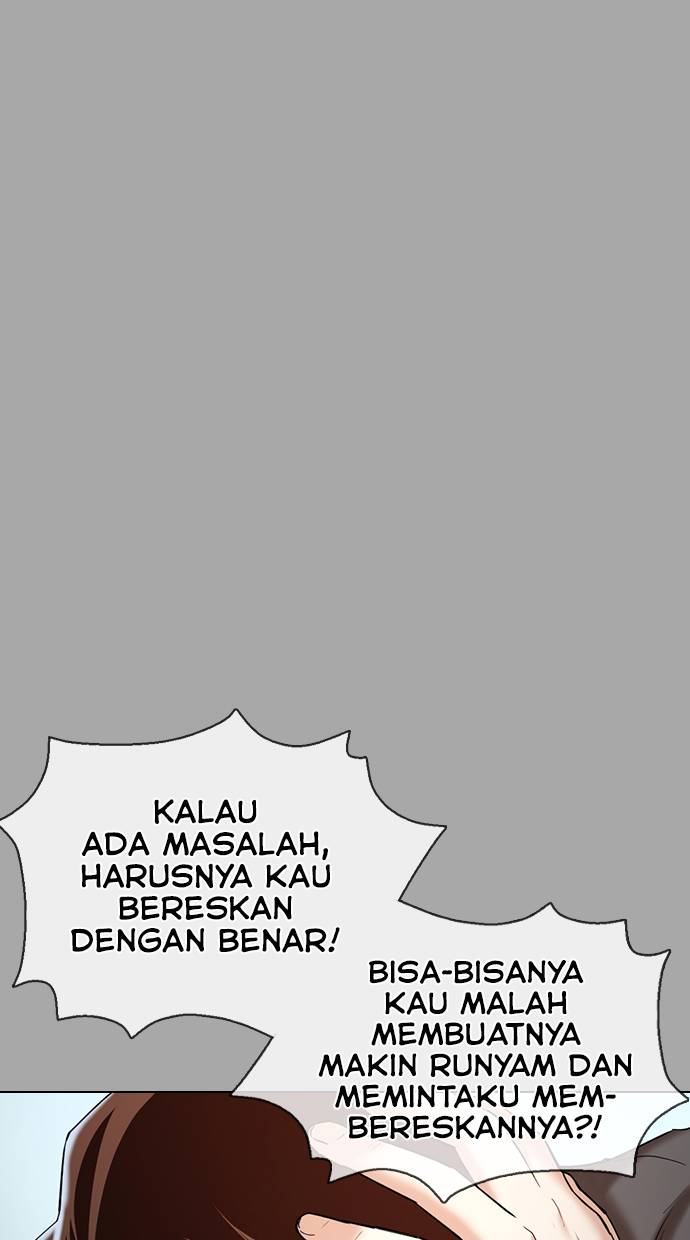 KALAU
ADA MASALAH,
HARUSNYA KAU
BERESKAN
DENGAN BENAR!
BISA-BISANYA
KAU MALAH
MEMBUATNYA
MAKIN RUNYAM DAN
MEMINTAKU MEM-
BERESKANNYA?!